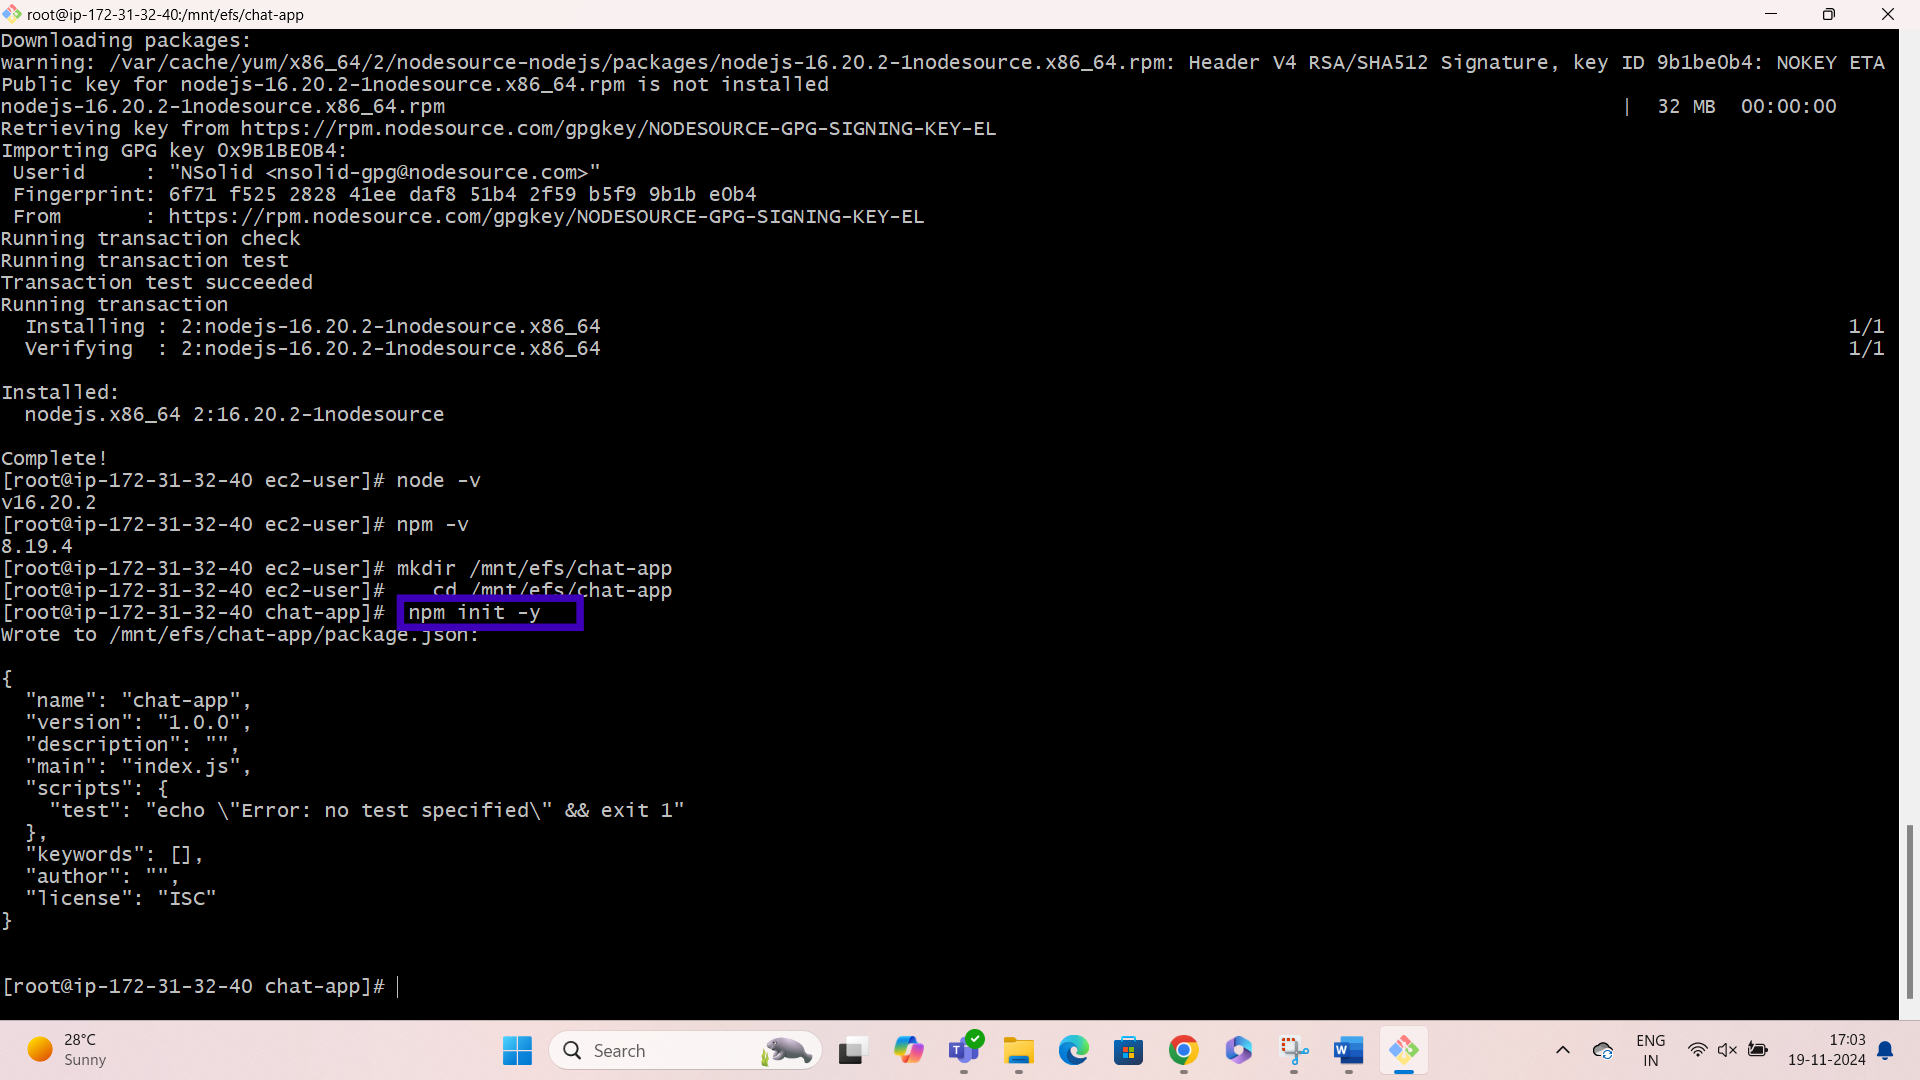 root@ip-172-31-32-40:/mnt/efs/chat-app
Downloading packages:
warning: /var/cache/yum/x86_64/2/nodesource-nodejs/packages/nodejs-16.20.2-1nodesource.x86_64.rpm: Header V4 RSA/SHA512 Signature, key ID 9b1be0b4: NOKEY ETA
Public key for nodejs-16.20.2-1nodesource.x86_64.rpm is not installed
nodejs-16.20.2-1nodesource.x86_64.rpm | 32 MB 00:00:00
Retrieving key from https://rpm.nodesource.com/gpgkey/NODESOURCE-GPG-SIGNING-KEY-EL
Importing GPG key 0x9B1BE0B4:
 Userid     : "NSolid <nsolid-gpg@nodesource.com>"
 Fingerprint: 6f71 f525 2828 41ee daf8 51b4 2f59 b5f9 9b1b e0b4
 From       : https://rpm.nodesource.com/gpgkey/NODESOURCE-GPG-SIGNING-KEY-EL
Running transaction check
Running transaction test
Transaction test succeeded
Running transaction
  Installing : 2:nodejs-16.20.2-1nodesource.x86_64 1/1
  Verifying  : 2:nodejs-16.20.2-1nodesource.x86_64 1/1
Installed:
  nodejs.x86_64 2:16.20.2-1nodesource
Complete!
[root@ip-172-31-32-40 ec2-user]# node -v
v16.20.2
[root@ip-172-31-32-40 ec2-user]# npm -v
8.19.4
[root@ip-172-31-32-40 ec2-user]# mkdir /mnt/efs/chat-app
[root@ip-172-31-32-40 ec2-user]#    cd /mnt/efs/chat-app
[root@ip-172-31-32-40 chat-app]#  npm init -y
Wrote to /mnt/efs/chat-app/package.json:
{
  "name": "chat-app",
  "version": "1.0.0",
  "description": "",
  "main": "index.js",
  "scripts": {
    "test": "echo \"Error: no test specified\" && exit 1"
  },
  "keywords": [],
  "author": "",
  "license": "ISC"
}
[root@ip-172-31-32-40 chat-app]#
28°C
Sunny
Search
ENG
IN
17:03
19-11-2024